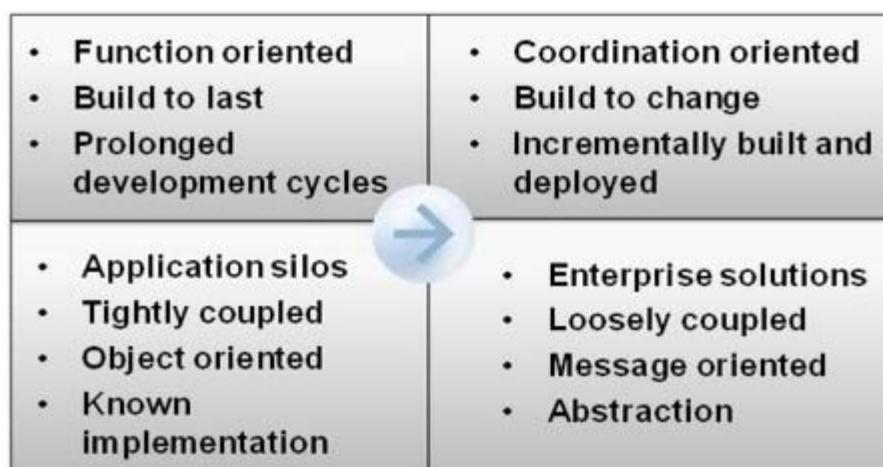 • Function oriented
• Build to last
• Prolonged
development cycles
• Coordination oriented
• Build to change
• Incrementally built and
deployed
• Application silos
• Tightly coupled
• Object oriented
• Known
implementation
• Enterprise solutions
• Loosely coupled
• Message oriented
• Abstraction